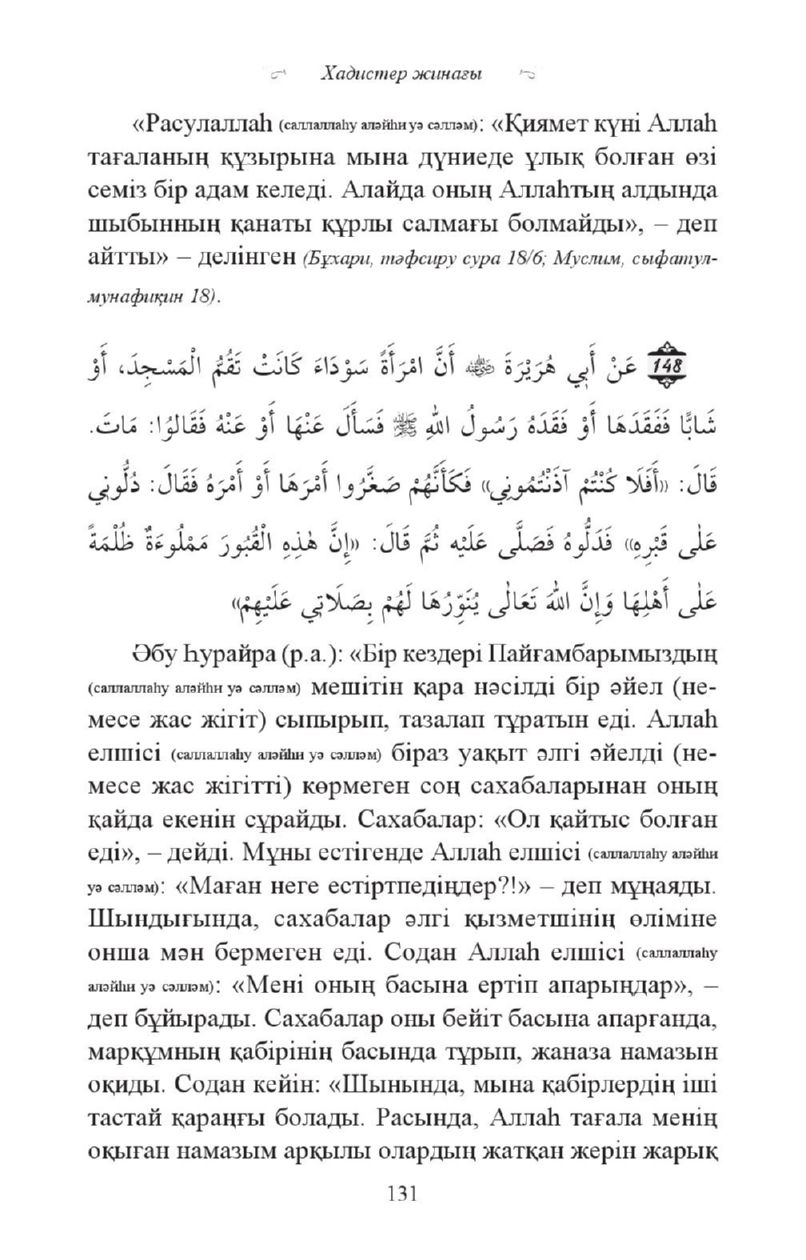 Хадистер жинағы
«Расулаллаһ (саллаллаһу аләйһи уә сәлләм): «Қиямет күні Аллаһ
тағаланың құзырына мына дүниеде ұлық болған өзі
семіз бір адам келеді. Алайда оның Аллаһтың алдында
шыбынның қанаты құрлы салмағы болмайды», – деп
айтты» – делінген (Бұхари, тәфсиру сура 18/6; Муслим, сыфатул-
мунафиқин 18).
148 عَنْ أَبِي هُرَيْرَةَ ﵁ أَنَّ امْرَأَةً سَوْدَاءَ كَانَتْ تَقُمُّ الْمَسْجِدَ، أَوْ
شَابًّا فَفَقَدَهَا أَوْ فَقَدَهُ رَسُولُ اللهِ ﷺ فَسَأَلَ عَنْهَا أَوْ عَنْهُ فَقَالُوُا: مَاتَ.
قَالَ: «أَفَلَا كُنْتُمْ آذَنْتُمُونِي» فَكَأَنَّهُمْ صَغَّرُوا أَمْرَهَا أَوْ أَمْرَهُ فَقَالَ: دُلُّونِي
عَلٰى قَبْرِهِ» فَدَلُّوهُ فَصَلَّى عَلَيْهِ ثُمَّ قَالَ: «إِنَّ هٰذِهِ الْقُبُورَ مَمْلُوءَةٌ ظُلْمَةً
عَلٰى أَهْلِهَا وَإِنَّ اللهَ تَعَالٰى يُنَوِّرُهَا لَهُمْ بِصَلَاتِي عَلَيْهِمْ»
Әбу Һурайра (р.а.): «Бір кездері Пайғамбарымыздың
(саллаллаһу аләйһи уә сәлләм) мешітін қара нәсілді бір әйел (не-
месе жас жігіт) сыпырып, тазалап тұратын еді. Аллаһ
елшісі (саллаллаһу аләйһи уә сәлләм) біраз уақыт әлгі әйелді (не-
месе жас жігітті) көрмеген соң сахабаларынан оның
қайда екенін сұрайды. Сахабалар: «Ол қайтыс болған
еді», – дейді. Мұны естігенде Аллаһ елшісі (саллаллаһу аләйһи
уә сәлләм): «Маған неге естіртпедіңдер?!» – деп мұңаяды.
Шындығында, сахабалар әлгі қызметшінің өліміне
онша мән бермеген еді. Содан Аллаһ елшісі (саллаллаһу
аләйһи уә сәлләм): «Мені оның басына ертіп апарыңдар», –
деп бұйырады. Сахабалар оны бейіт басына апарғанда,
марқұмның қабірінің басында тұрып, жаназа намазын
оқиды. Содан кейін: «Шынында, мына қабірлердің іші
тастай қараңғы болады. Расында, Аллаһ тағала менің
оқыған намазым арқылы олардың жатқан жерін жарық
131